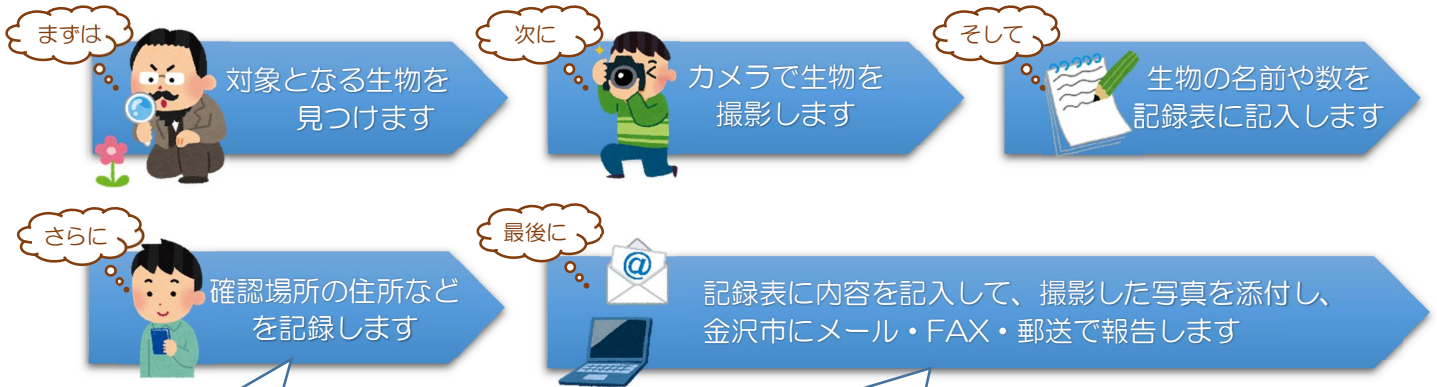 まずは
対象となる生物を
見つけます
次に
カメラで生物を
撮影します
そして
生物の名前や数を
記録表に記入します
さらに
確認場所の住所など
を記録します
最後に
@
記録表に内容を記入して、撮影した写真を添付し、
金沢市にメール・FAX・郵送で報告します